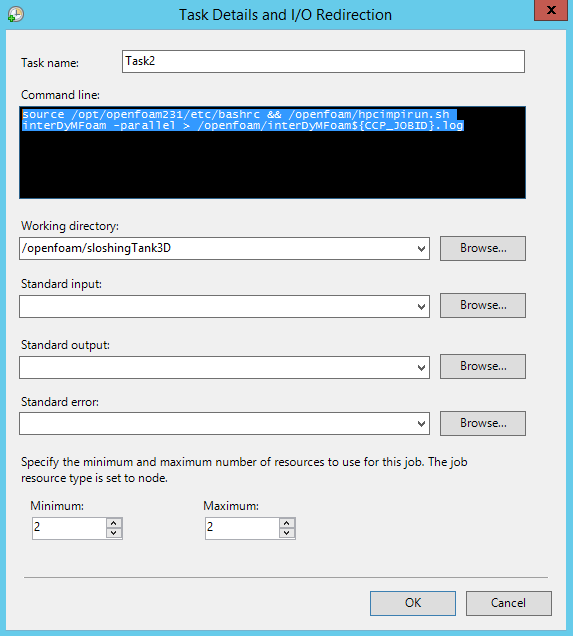 Task Details and I/O Redirection
x
Task name:
Task2
Command line:
source /opt/openfoam231/etc/bashrc && /openfoam/hpcimpirun.sh
interDyMFoam -parallel > /openfoam/interDyMFoam${CCP_JOBID}.log
Working directory:
/openfoam/sloshingTank3D
Browse...
Standard input:
Browse...
Standard output:
Browse...
Standard error:
Browse...
Specify the minimum and maximum number of resources to use for this job. The job
resource type is set to node.
Minimum:
Maximum:
2
2
OK
Cancel